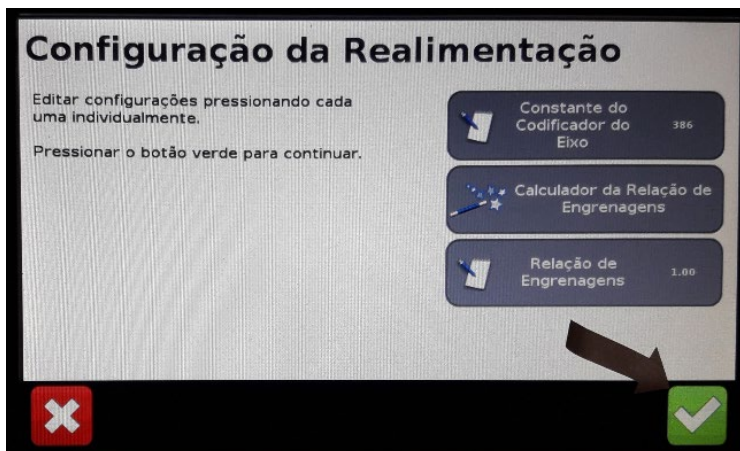 Configuração da Realimentação
Editar configurações pressionando cada
uma individualmente.
Pressionar o botão verde para continuar.
Constante do
Codificador do
Eixo
386
Calculador da Relação de
Engrenagens
Relação de
Engrenagens
1.00